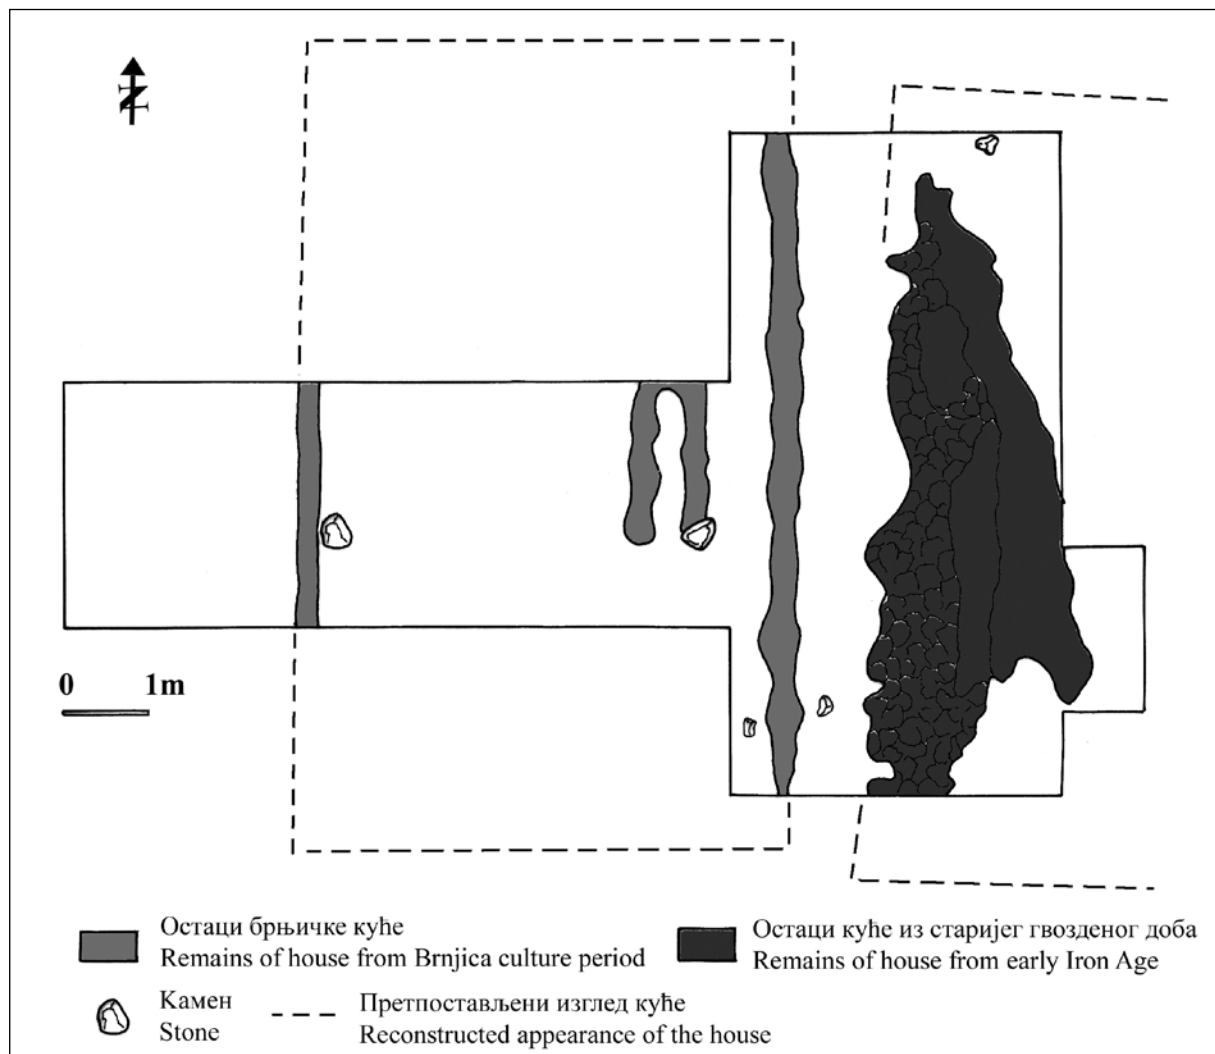 N
0 1m
Остаци брњичке куће
Remains of house from Brnjica culture period
Остаци куће из старијег гвозденог доба
Remains of house from early Iron Age
Камен
Stone
Претпостављени изглед куће
Reconstructed appearance of the house